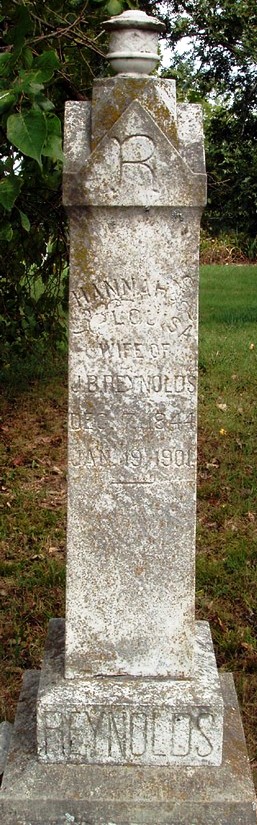 R
HANNAH
LOUISA
WIFE OF
J.B. REYNOLDS
DEC. 7, 1844
JAN. 19, 1901
REYNOLDS